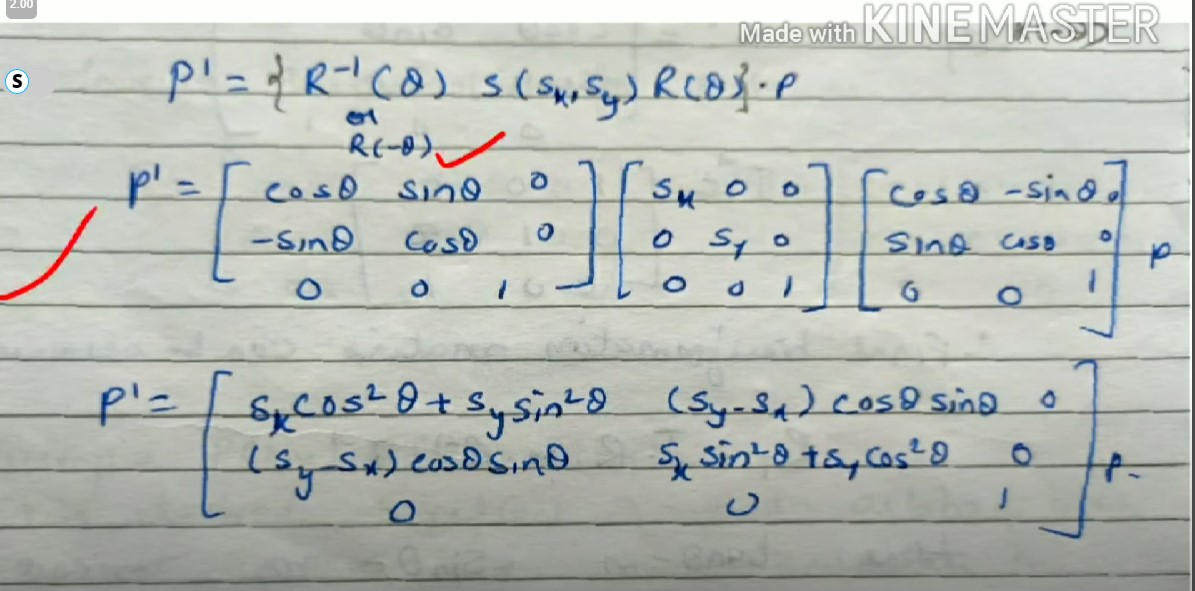 2.00
Made with KINEMASTER
S
P' = { R⁻¹(θ) S(Sx, Sy) R(θ)}·P
or
R(-θ)
P' = [ cosθ sinθ 0 ] [ Sx 0 0 ] [ cosθ -sinθ 0 ]
-sinθ cosθ 0 0 Sy 0 sinθ cosθ 0 P
0 0 1 0 0 1 0 0 1
P' = [ Sx cos²θ + Sy sin²θ (Sy-Sx) cosθ sinθ 0 ]
(Sy-Sx) cosθ sinθ Sx sin²θ + Sy cos²θ 0 P.
0 0 1